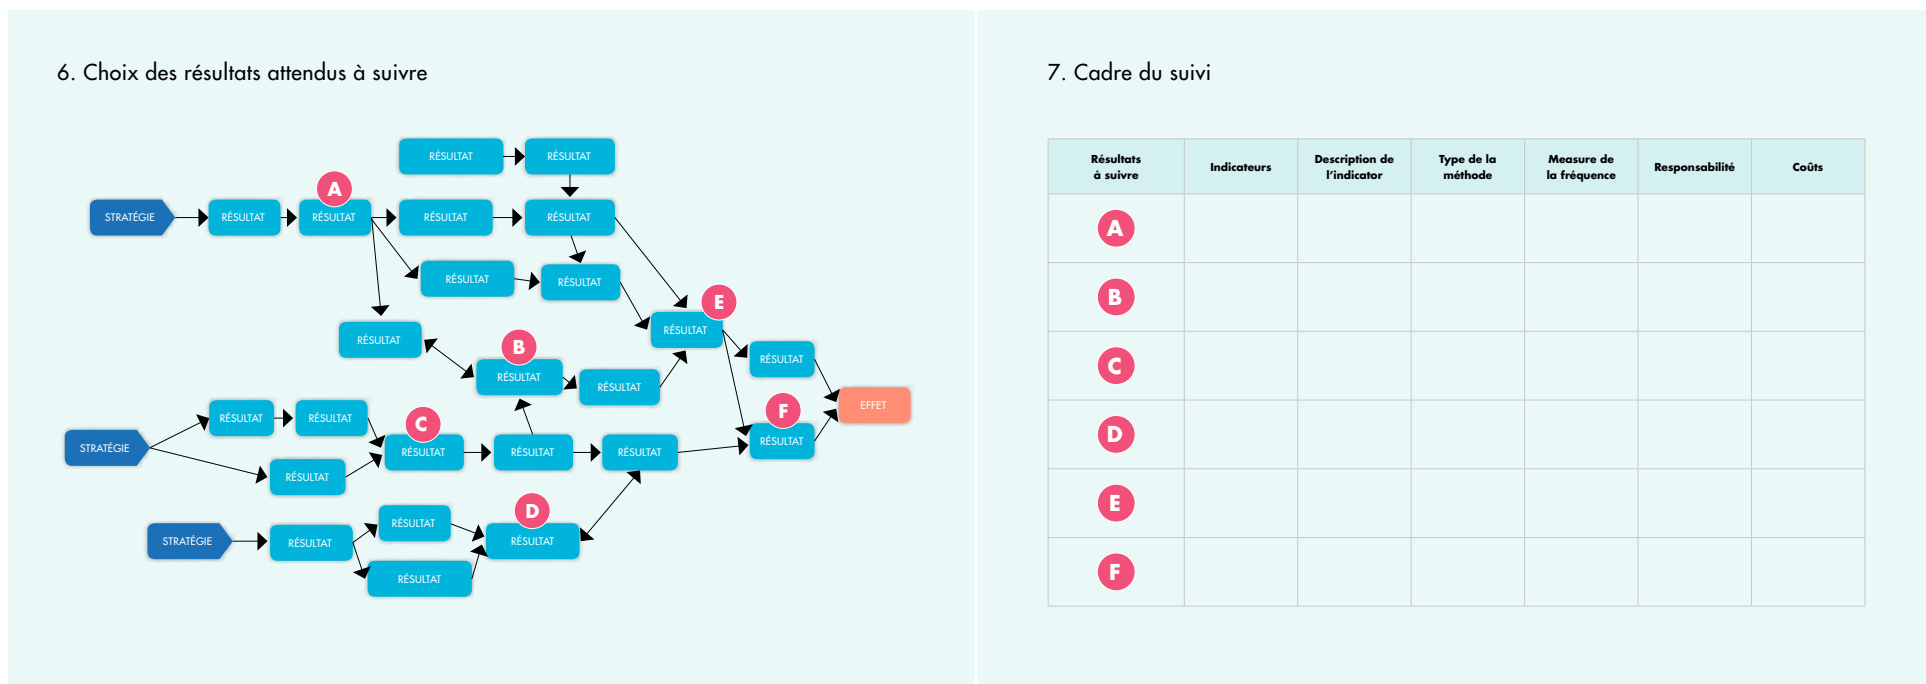 6. Choix des résultats attendus à suivre
RÉSULTAT
RÉSULTAT
A
STRATÉGIE
RÉSULTAT
RÉSULTAT
RÉSULTAT
RÉSULTAT
RÉSULTAT
RÉSULTAT
E
RÉSULTAT
RÉSULTAT
B
RÉSULTAT
RÉSULTAT
RÉSULTAT
EFFET
F
RÉSULTAT
RÉSULTAT
RÉSULTAT
C
STRATÉGIE
RÉSULTAT
RÉSULTAT
RÉSULTAT
RÉSULTAT
RÉSULTAT
D
STRATÉGIE
RÉSULTAT
RÉSULTAT
RÉSULTAT
RÉSULTAT
7. Cadre du suivi
Résultats
à suivre
Indicateurs
Description de
l'indicator
Type de la
méthode
Measure de
la fréquence
Responsabilité
Coûts
A
B
C
D
E
F